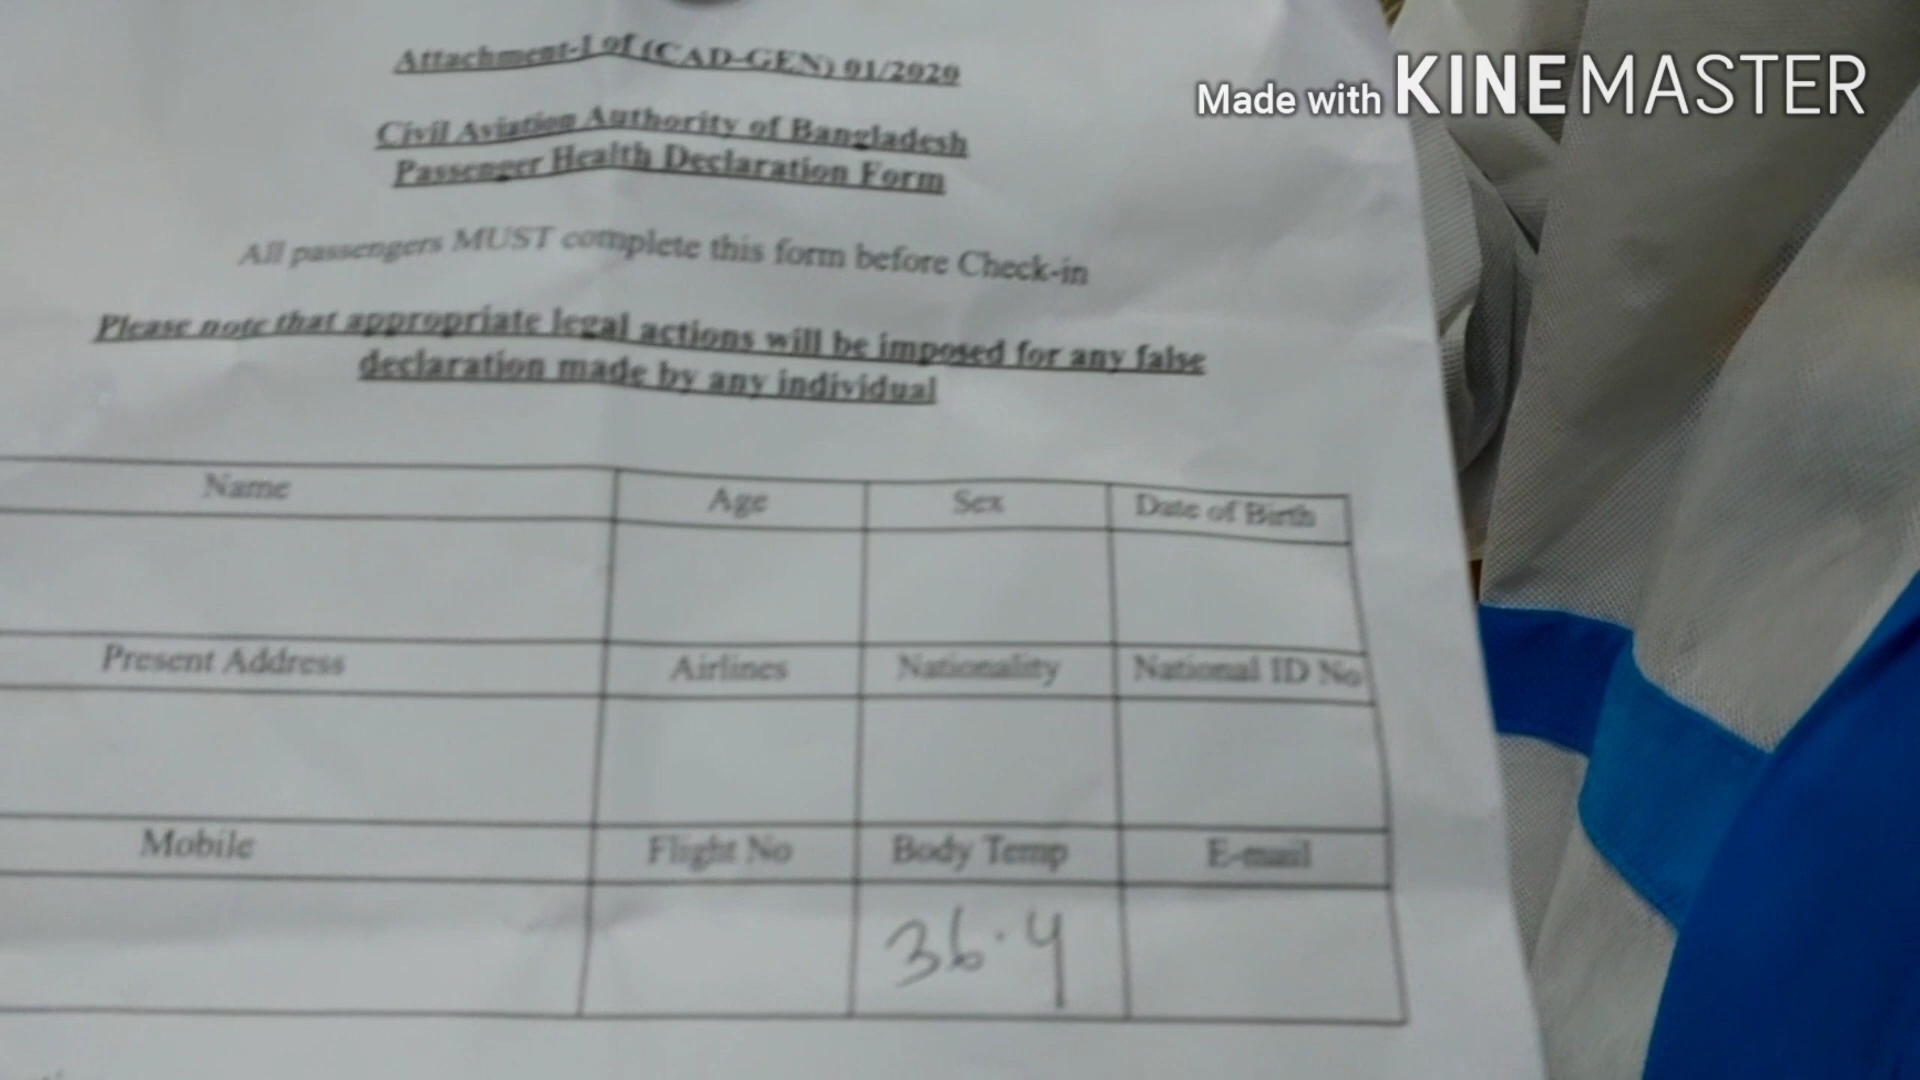 Made with KINEMASTER
Attachment-I of (CAD-GEN) 01/2020
Civil Aviation Authority of Bangladesh
Passenger Health Declaration Form
All passengers MUST complete this form before Check-in
Please note that appropriate legal actions will be imposed for any false
declaration made by any individual
Name Age Sex Date of Birth
Present Address Airlines Nationality National ID No
Mobile Flight No Body Temp E-mail
36.4